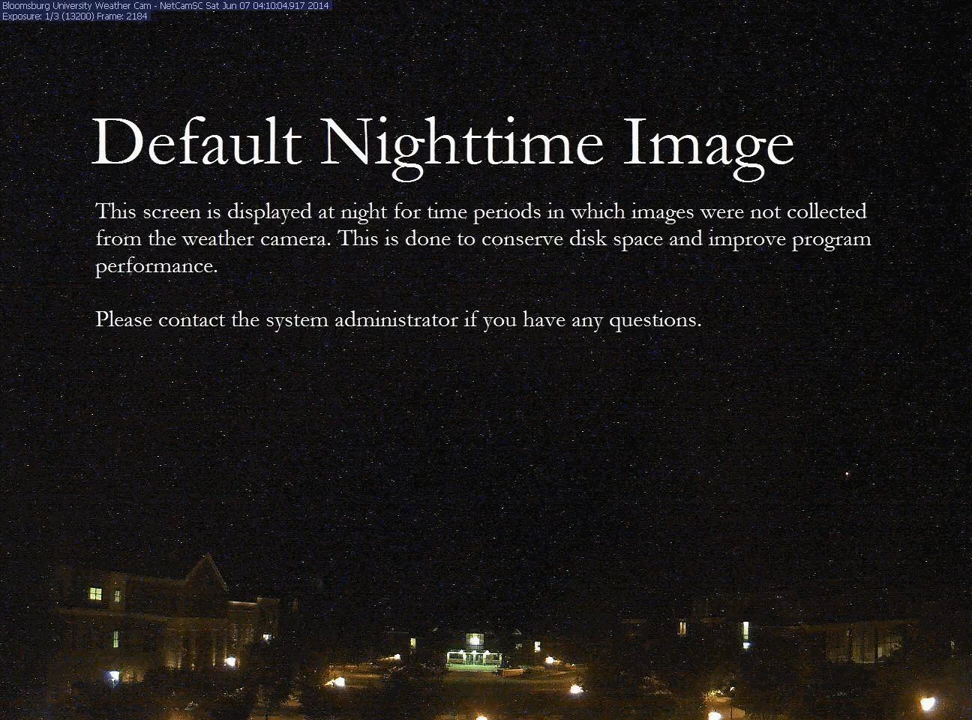 Bloomsburg University Weather Cam - NetCamSC Sat Jun 07 04:10:04.917 2014
Exposure: 1/3 (13200) Frame: 2184
Default Nighttime Image
This screen is displayed at night for time periods in which images were not collected
from the weather camera. This is done to conserve disk space and improve program
performance.
Please contact the system administrator if you have any questions.